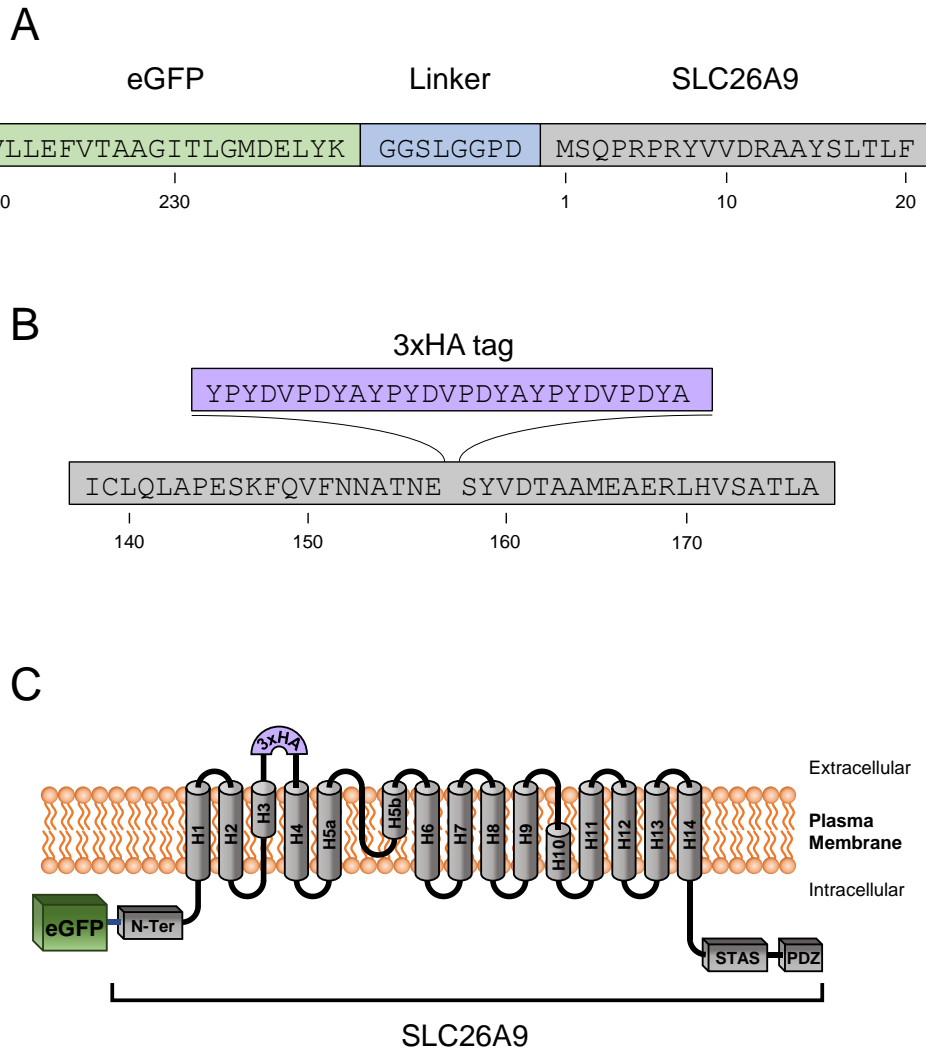 A
eGFP Linker SLC26A9
VLLEFVTAAGITLGMDELYK GGSLGGPD MSQPRPRYVVDRAAYSLTLF
0 230 1 10 20
B
3xHA tag
YPYDVPDYAYPYDVPDYAYPYDVPDYA
ICLQLAPESKFQVFNNATNE SYVDTAAMEAERLHVSATLA
140 150 160 170
C
3xHA
Extracellular
H1 H2 H3 H4 H5a H5b H6 H7 H8 H9 H10 H11 H12 H13 H14
Plasma
Membrane
Intracellular
eGFP N-Ter
STAS PDZ
SLC26A9